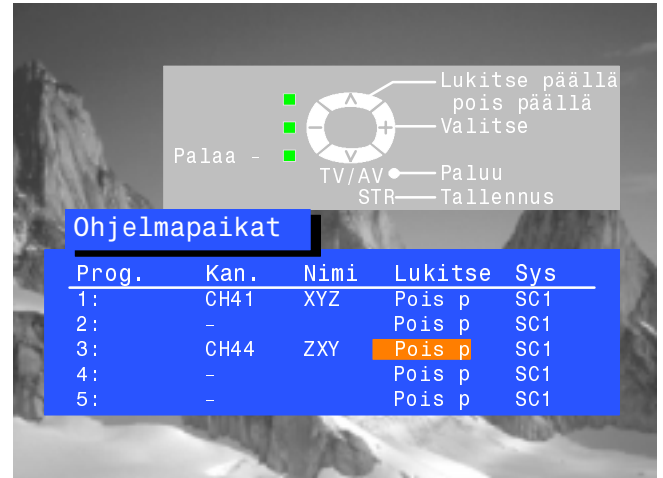 Lukitse päällä
pois päällä
Valitse
Palaa -
TV/AV Paluu
STR Tallennus
Ohjelmapaikat
Prog. Kan. Nimi Lukitse Sys
1: CH41 XYZ Pois p SC1
2: - Pois p SC1
3: CH44 ZXY Pois p SC1
4: - Pois p SC1
5: - Pois p SC1